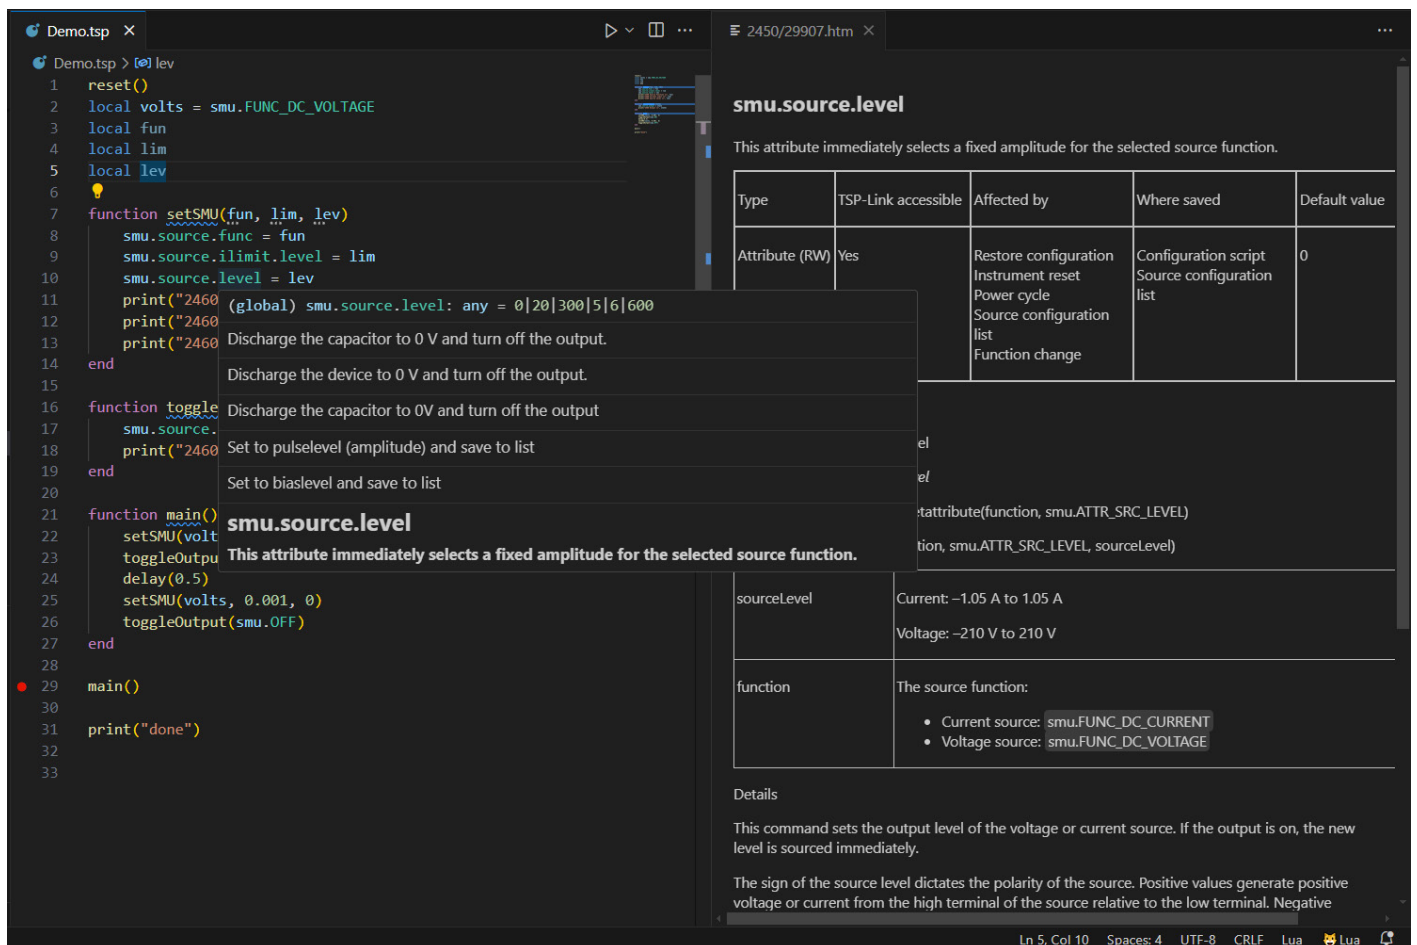 Demo.tsp
Demo.tsp > lev
1 reset()
2 local volts = smu.FUNC_DC_VOLTAGE
3 local fun
4 local lim
5 local lev
6
7 function setSMU(fun, lim, lev)
8 smu.source.func = fun
9 smu.source.ilimit.level = lim
10 smu.source.level = lev
11 print("2460
12 print("2460
13 print("2460
14 end
15
16 function toggle
17 smu.source.
18 print("2460
19 end
20
21 function main()
22 setSMU(volt
23 toggleOutpu
24 delay(0.5)
25 setSMU(volts, 0.001, 0)
26 toggleOutput(smu.OFF)
27 end
28
29 main()
30
31 print("done")
32
33
(global) smu.source.level: any = 0|20|300|5|6|600
Discharge the capacitor to 0 V and turn off the output.
Discharge the device to 0 V and turn off the output.
Discharge the capacitor to 0V and turn off the output
Set to pulselevel (amplitude) and save to list
Set to biaslevel and save to list
smu.source.level
This attribute immediately selects a fixed amplitude for the selected source function.
2450/29907.htm
smu.source.level
This attribute immediately selects a fixed amplitude for the selected source function.
Type TSP-Link accessible Affected by Where saved Default value
Attribute (RW) Yes Restore configuration Configuration script 0
Instrument reset Source configuration
Power cycle list
Source configuration
list
Function change
el
el
tattribute(function, smu.ATTR_SRC_LEVEL)
tion, smu.ATTR_SRC_LEVEL, sourceLevel)
sourceLevel Current: –1.05 A to 1.05 A
Voltage: –210 V to 210 V
function The source function:
• Current source: smu.FUNC_DC_CURRENT
• Voltage source: smu.FUNC_DC_VOLTAGE
Details
This command sets the output level of the voltage or current source. If the output is on, the new
level is sourced immediately.
The sign of the source level dictates the polarity of the source. Positive values generate positive
voltage or current from the high terminal of the source relative to the low terminal. Negative
Ln 5, Col 10 Spaces: 4 UTF-8 CRLF Lua Lua